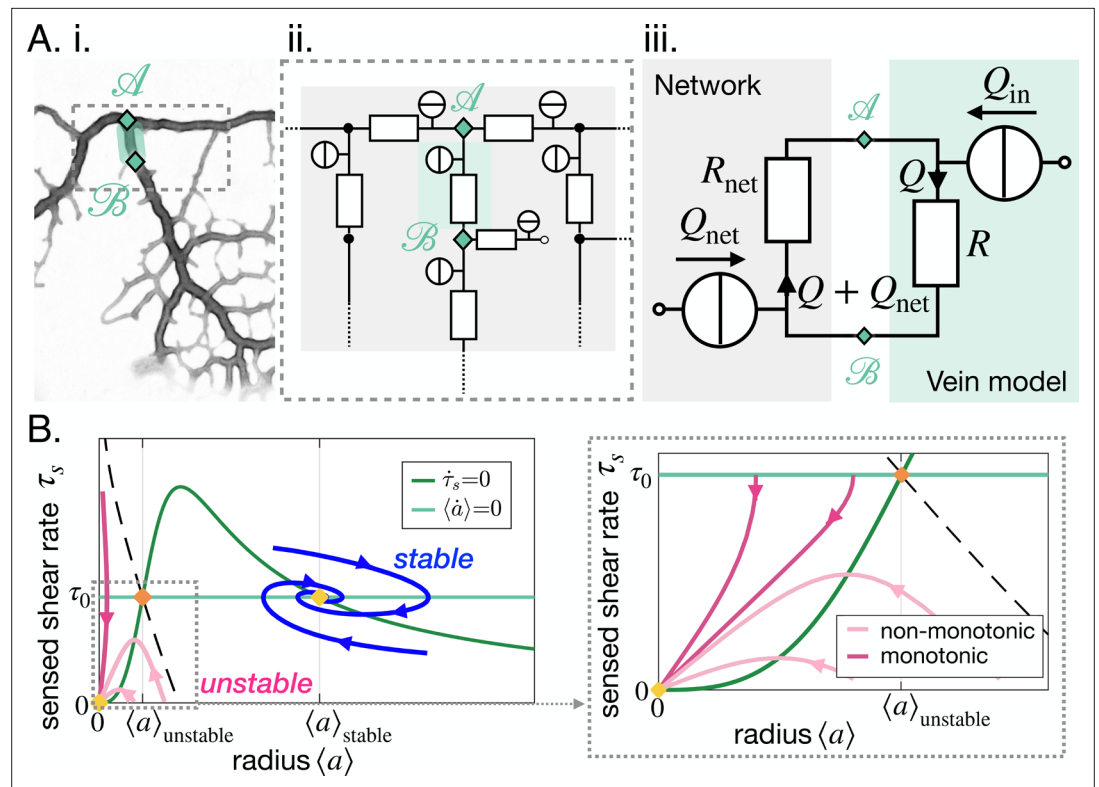 A. i.
ii.
iii.
𝒜
ℬ
𝒜
ℬ
Network
Q_net
R_net
Q + Q_net
𝒜
ℬ
Q_in
Q
R
Vein model
B.
sensed shear rate τ_s
τ_0
0
0
⟨a⟩_unstable
⟨a⟩_stable
radius ⟨a⟩
τ̇_s=0
⟨ȧ⟩=0
stable
unstable
sensed shear rate τ_s
τ_0
0
0
⟨a⟩_unstable
radius ⟨a⟩
non-monotonic
monotonic